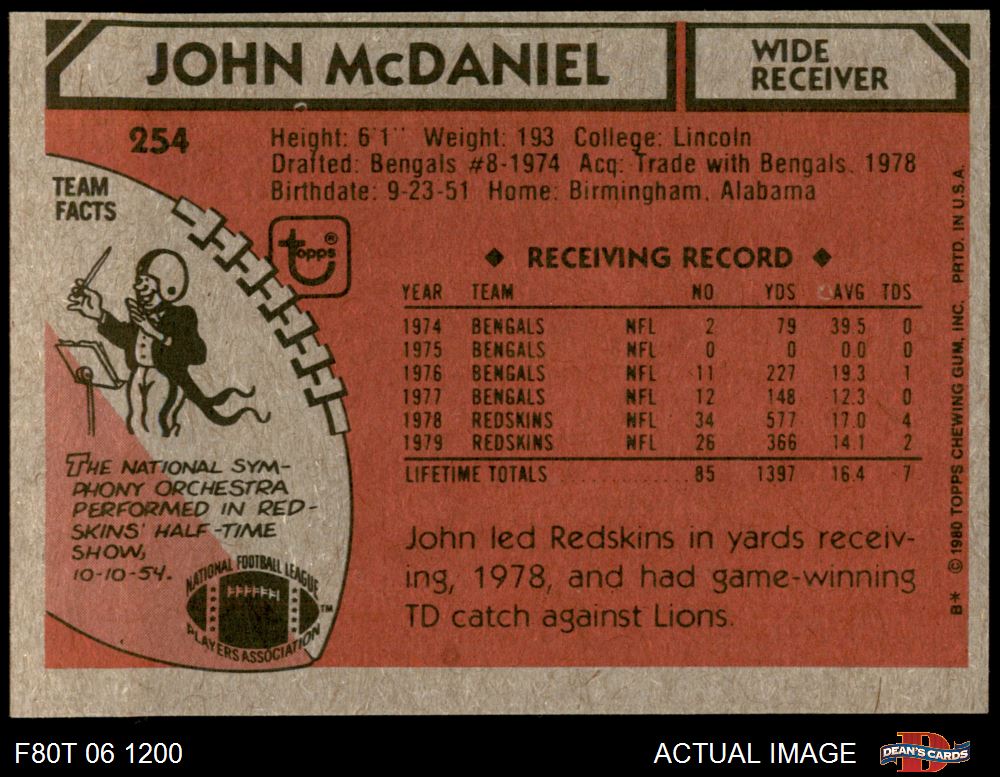 JOHN McDANIEL
WIDE
RECEIVER
254
Height: 6'1" Weight: 193 College: Lincoln
Drafted: Bengals #8-1974 Acq: Trade with Bengals, 1978
Birthdate: 9-23-51 Home: Birmingham, Alabama
TEAM
FACTS
topps®
THE NATIONAL SYM-
PHONY ORCHESTRA
PERFORMED IN RED-
SKINS' HALF-TIME
SHOW,
10-10-54.
NATIONAL FOOTBALL LEAGUE
PLAYERS ASSOCIATION
TM
◆ RECEIVING RECORD ◆
YEAR TEAM NO YDS AVG TDS
1974 BENGALS NFL 2 79 39.5 0
1975 BENGALS NFL 0 0 0.0 0
1976 BENGALS NFL 11 227 19.3 1
1977 BENGALS NFL 12 148 12.3 0
1978 REDSKINS NFL 34 577 17.0 4
1979 REDSKINS NFL 26 366 14.1 2
LIFETIME TOTALS .............. 85 1397 16.4 7
John led Redskins in yards receiv-
ing, 1978, and had game-winning
TD catch against Lions.
B* © 1980 TOPPS CHEWING GUM, INC. PRTD. IN U.S.A.
F80T 06 1200
ACTUAL IMAGE
DEAN'S CARDS